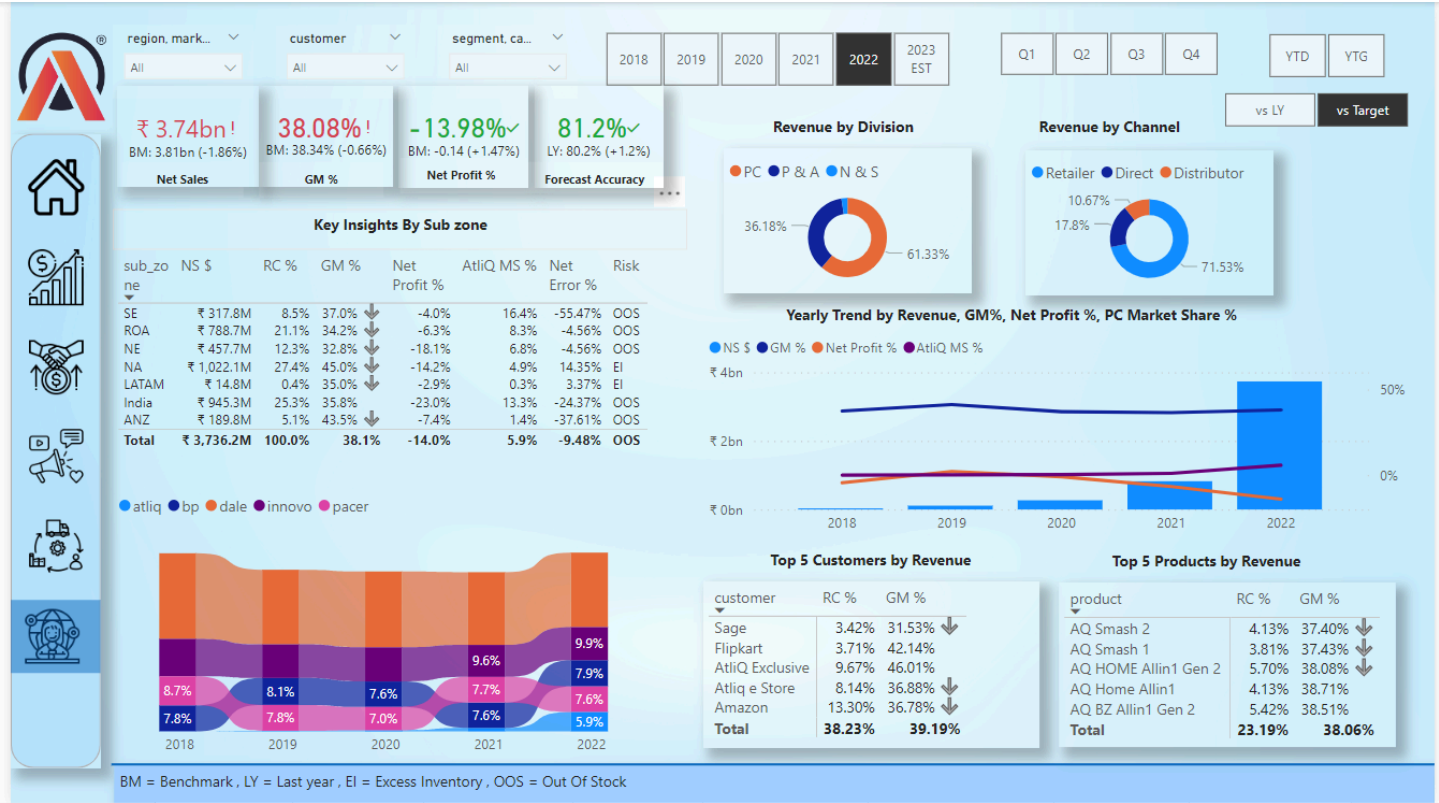 ®
region, mark...
customer
segment, ca...
All
All
All
2018
2019
2020
2021
2022
2023
EST
Q1
Q2
Q3
Q4
YTD
YTG
vs LY
vs Target
₹ 3.74bn!
BM: 3.81bn (-1.86%)
Net Sales
38.08%!
BM: 38.34% (-0.66%)
GM %
-13.98%✓
BM: -0.14 (+1.47%)
Net Profit %
81.2%✓
LY: 80.2% (+1.2%)
Forecast Accuracy
...
Revenue by Division
PC P & A N & S
36.18%
61.33%
Revenue by Channel
Retailer Direct Distributor
10.67%
17.8%
71.53%
Key Insights By Sub zone
sub_zo NS $ RC % GM % Net AtliQ MS % Net Risk
ne Profit % Error %
SE ₹ 317.8M 8.5% 37.0% -4.0% 16.4% -55.47% OOS
ROA ₹ 788.7M 21.1% 34.2% -6.3% 8.3% -4.56% OOS
NE ₹ 457.7M 12.3% 32.8% -18.1% 6.8% -4.56% OOS
NA ₹ 1,022.1M 27.4% 45.0% -14.2% 4.9% 14.35% EI
LATAM ₹ 14.8M 0.4% 35.0% -2.9% 0.3% 3.37% EI
India ₹ 945.3M 25.3% 35.8% -23.0% 13.3% -24.37% OOS
ANZ ₹ 189.8M 5.1% 43.5% -7.4% 1.4% -37.61% OOS
Total ₹ 3,736.2M 100.0% 38.1% -14.0% 5.9% -9.48% OOS
Yearly Trend by Revenue, GM%, Net Profit %, PC Market Share %
NS $ GM % Net Profit % AtliQ MS %
₹ 4bn
₹ 2bn
₹ 0bn
50%
0%
2018 2019 2020 2021 2022
atliq bp dale innovo pacer
8.7%
7.8%
8.1%
7.8%
7.6%
7.0%
9.6%
7.7%
7.6%
9.9%
7.9%
7.6%
5.9%
2018 2019 2020 2021 2022
Top 5 Customers by Revenue
customer RC % GM %
Sage 3.42% 31.53%
Flipkart 3.71% 42.14%
AtliQ Exclusive 9.67% 46.01%
Atliq e Store 8.14% 36.88%
Amazon 13.30% 36.78%
Total 38.23% 39.19%
Top 5 Products by Revenue
product RC % GM %
AQ Smash 2 4.13% 37.40%
AQ Smash 1 3.81% 37.43%
AQ HOME Allin1 Gen 2 5.70% 38.08%
AQ Home Allin1 4.13% 38.71%
AQ BZ Allin1 Gen 2 5.42% 38.51%
Total 23.19% 38.06%
BM = Benchmark , LY = Last year , EI = Excess Inventory , OOS = Out Of Stock